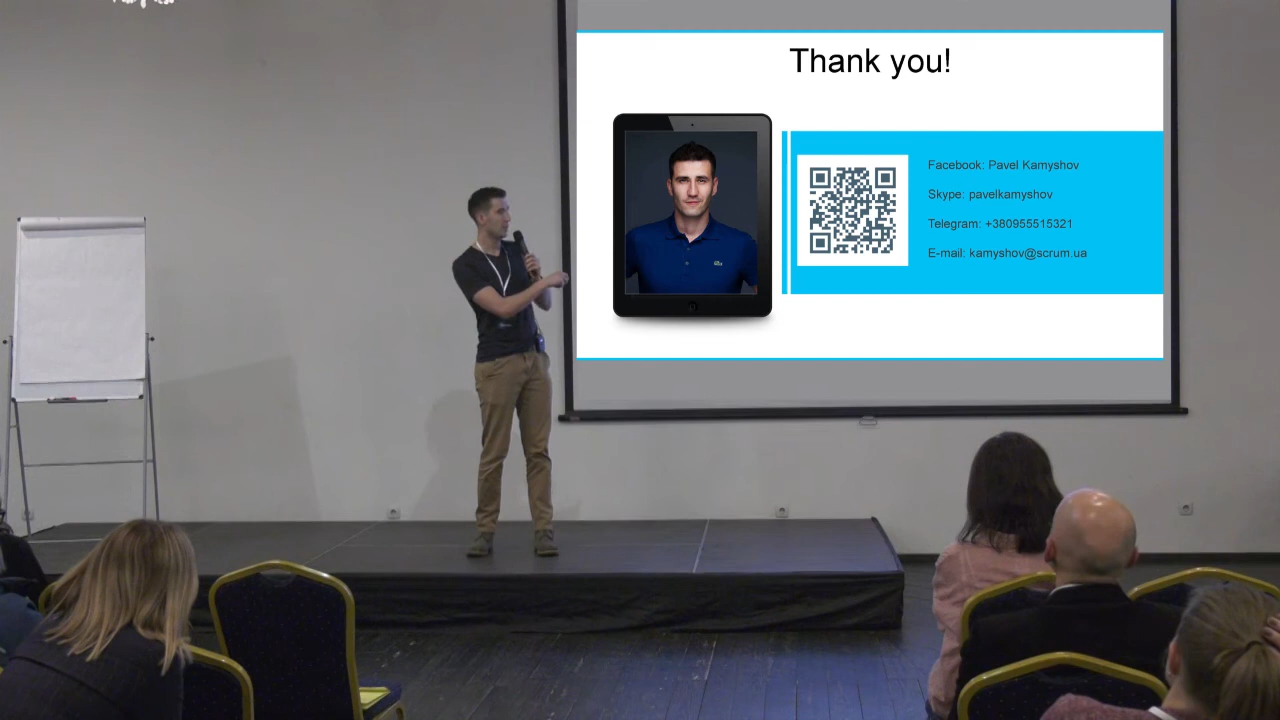 Thank you!
Facebook: Pavel Kamyshov
Skype: pavelkamyshov
Telegram: +380955515321
E-mail: kamyshov@scrum.ua